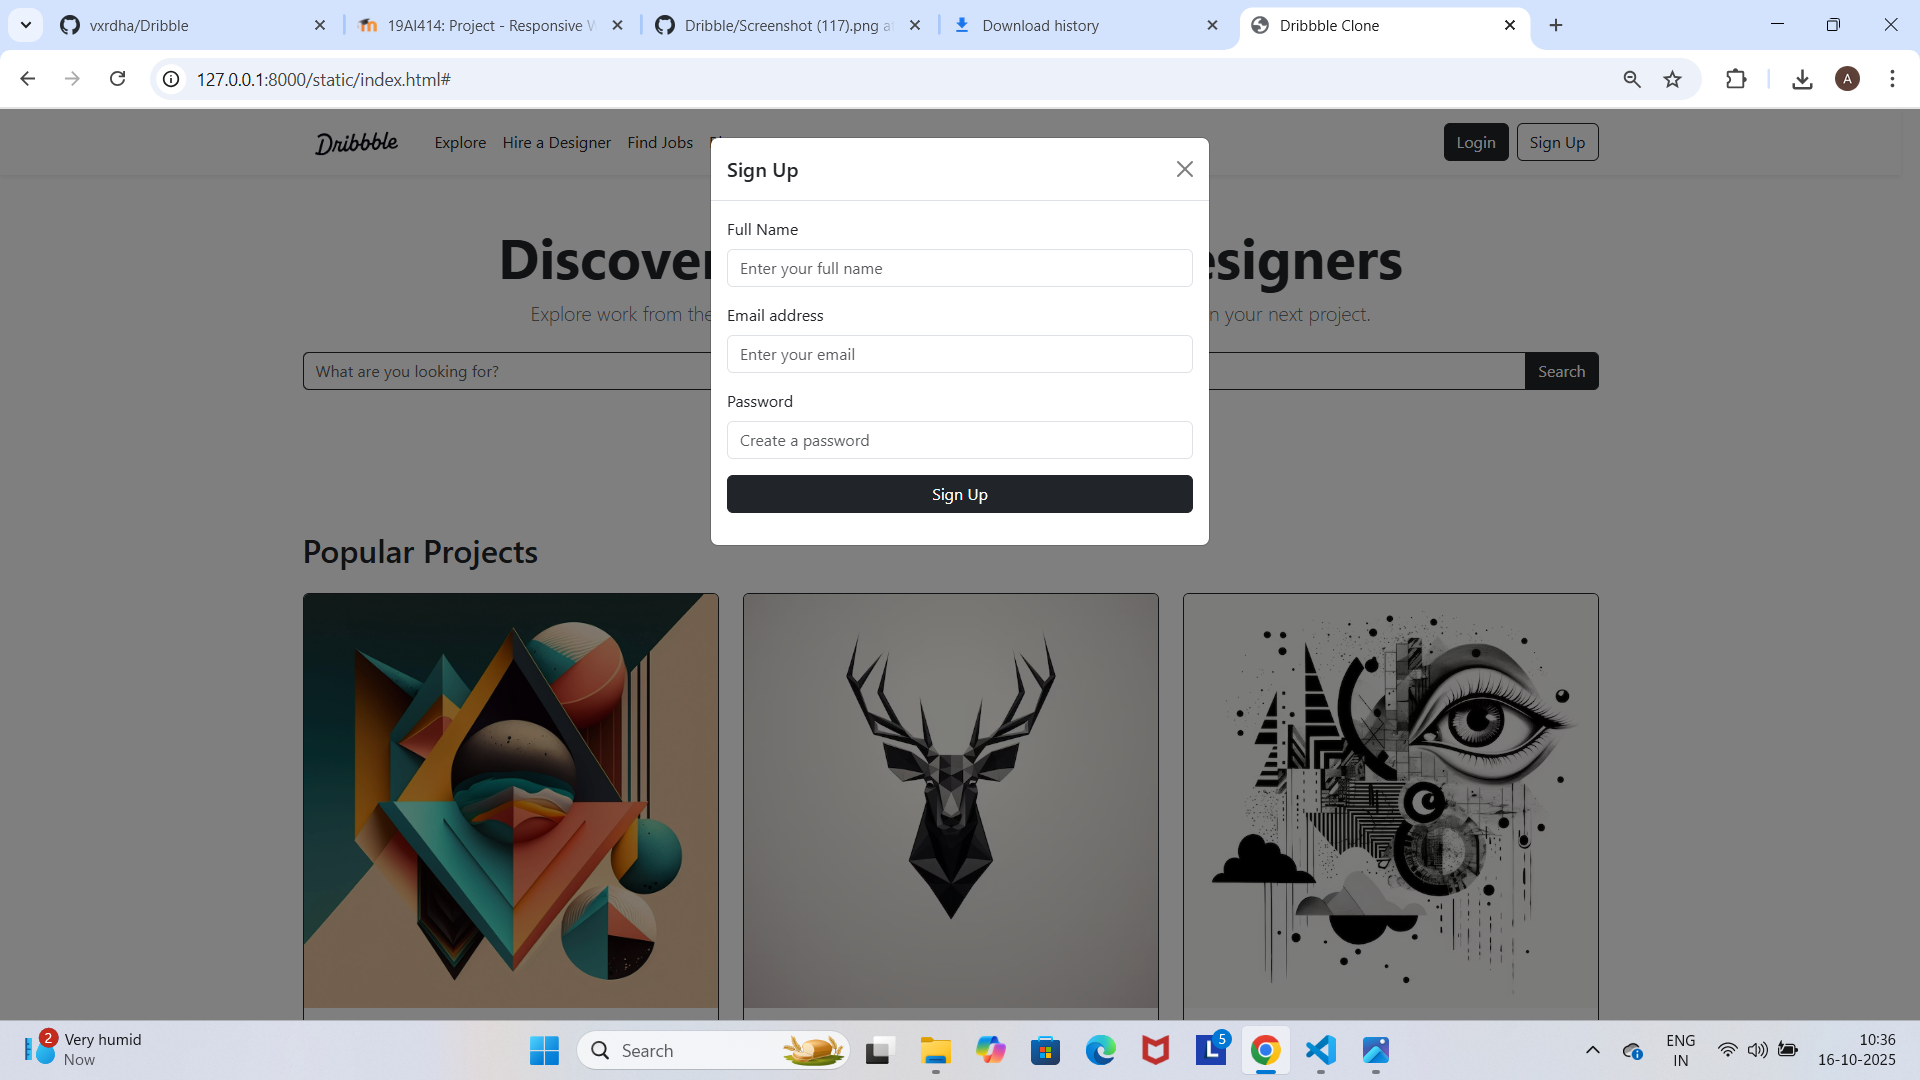 vxrdha/Dribble
19AI414: Project - Responsive W
Dribble/Screenshot (117).png at
Download history
Dribbble Clone
127.0.0.1:8000/static/index.html#
A
Dribbble
Explore
Hire a Designer
Find Jobs
Login
Sign Up
Sign Up
Full Name
Enter your full name
Email address
Enter your email
Password
Create a password
Sign Up
Discover
esigners
Explore work from the
n your next project.
What are you looking for?
Search
Popular Projects
2
Very humid
Now
Search
5
ENG
IN
10:36
16-10-2025